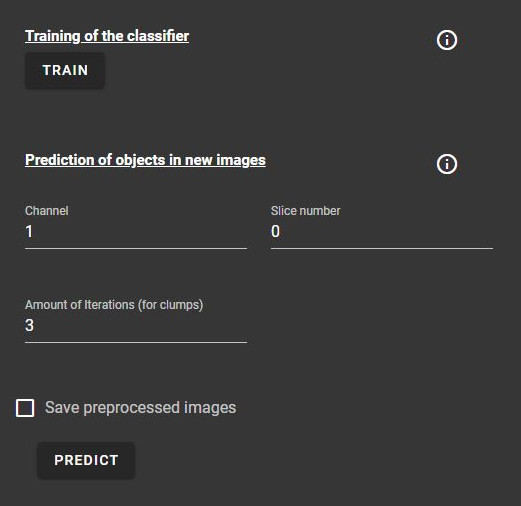 Training of the classifier
TRAIN
Prediction of objects in new images
Channel
1
Slice number
0
Amount of Iterations (for clumps)
3
Save preprocessed images
PREDICT